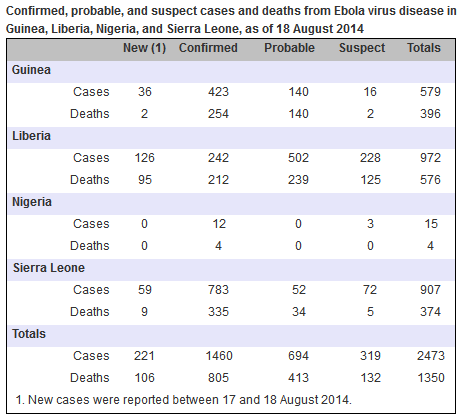 Confirmed, probable, and suspect cases and deaths from Ebola virus disease in
Guinea, Liberia, Nigeria, and Sierra Leone, as of 18 August 2014
New (1) Confirmed Probable Suspect Totals
Guinea
Cases 36 423 140 16 579
Deaths 2 254 140 2 396
Liberia
Cases 126 242 502 228 972
Deaths 95 212 239 125 576
Nigeria
Cases 0 12 0 3 15
Deaths 0 4 0 0 4
Sierra Leone
Cases 59 783 52 72 907
Deaths 9 335 34 5 374
Totals
Cases 221 1460 694 319 2473
Deaths 106 805 413 132 1350
1. New cases were reported between 17 and 18 August 2014.